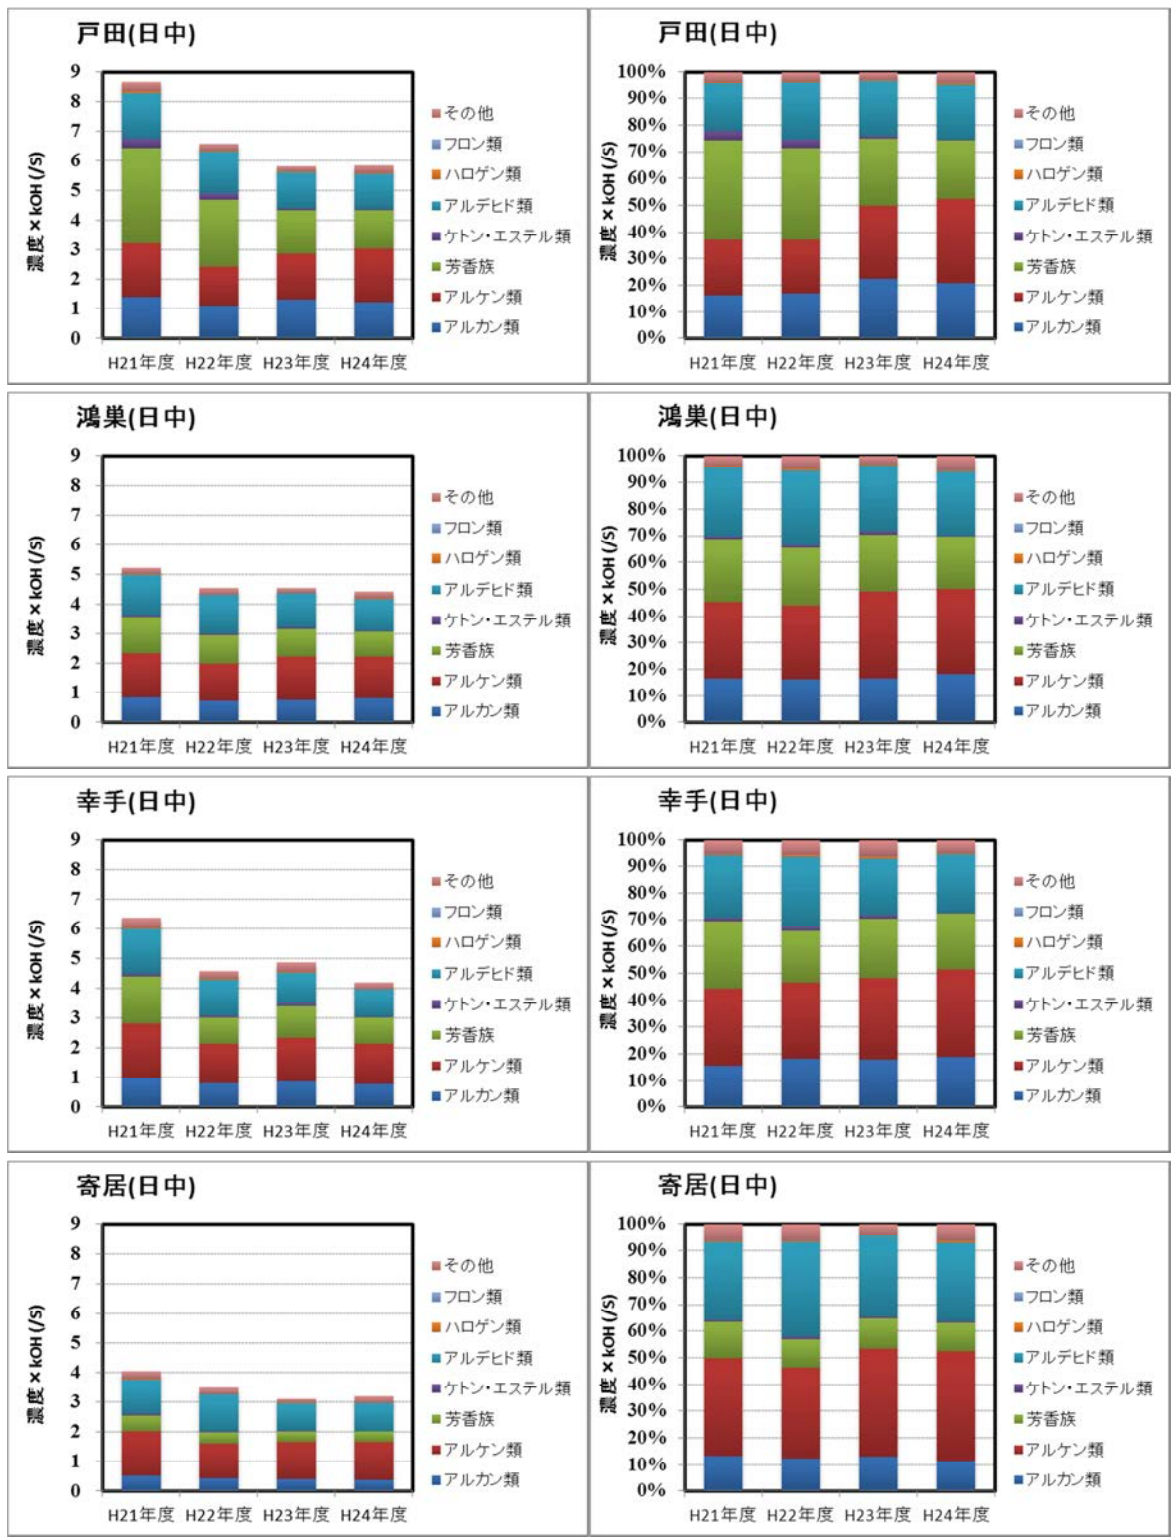 戸田(日中)
濃度×kOH (/S)
9
8
7
6
5
4
3
2
1
0
H21年度 H22年度 H23年度 H24年度
その他
フロン類
ハロゲン類
アルデヒド類
ケトン・エステル類
芳香族
アルケン類
アルカン類
戸田(日中)
濃度×kOH (/S)
100%
90%
80%
70%
60%
50%
40%
30%
20%
10%
0%
H21年度 H22年度 H23年度 H24年度
その他
フロン類
ハロゲン類
アルデヒド類
ケトン・エステル類
芳香族
アルケン類
アルカン類
鴻巣(日中)
濃度×kOH (/S)
9
8
7
6
5
4
3
2
1
0
H21年度 H22年度 H23年度 H24年度
その他
フロン類
ハロゲン類
アルデヒド類
ケトン・エステル類
芳香族
アルケン類
アルカン類
鴻巣(日中)
濃度×kOH (/S)
100%
90%
80%
70%
60%
50%
40%
30%
20%
10%
0%
H21年度 H22年度 H23年度 H24年度
その他
フロン類
ハロゲン類
アルデヒド類
ケトン・エステル類
芳香族
アルケン類
アルカン類
幸手(日中)
濃度×kOH (/S)
9
8
7
6
5
4
3
2
1
0
H21年度 H22年度 H23年度 H24年度
その他
フロン類
ハロゲン類
アルデヒド類
ケトン・エステル類
芳香族
アルケン類
アルカン類
幸手(日中)
濃度×kOH (/S)
100%
90%
80%
70%
60%
50%
40%
30%
20%
10%
0%
H21年度 H22年度 H23年度 H24年度
その他
フロン類
ハロゲン類
アルデヒド類
ケトン・エステル類
芳香族
アルケン類
アルカン類
寄居(日中)
濃度×kOH (/S)
9
8
7
6
5
4
3
2
1
0
H21年度 H22年度 H23年度 H24年度
その他
フロン類
ハロゲン類
アルデヒド類
ケトン・エステル類
芳香族
アルケン類
アルカン類
寄居(日中)
濃度×kOH (/S)
100%
90%
80%
70%
60%
50%
40%
30%
20%
10%
0%
H21年度 H22年度 H23年度 H24年度
その他
フロン類
ハロゲン類
アルデヒド類
ケトン・エステル類
芳香族
アルケン類
アルカン類